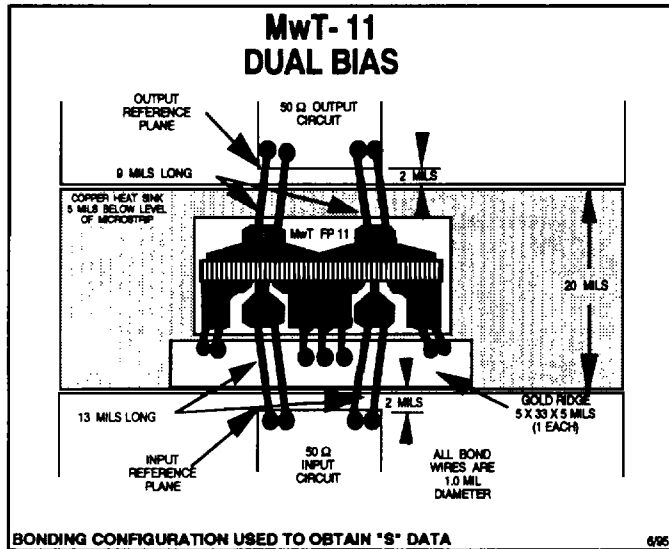 MwT- 11
DUAL BIAS
OUTPUT
REFERENCE
PLANE
50 Ω OUTPUT
CIRCUIT
9 MILS LONG
2 MILS
COPPER HEAT SINK
5 MILS BELOW LEVEL
OF MICROSTRIP
MwT FP 11
20 MILS
13 MILS LONG
2 MILS
GOLD RIDGE
5 X 33 X 5 MILS
(1 EACH)
INPUT
REFERENCE
PLANE
50 Ω
INPUT
CIRCUIT
ALL BOND
WIRES ARE
1.0 MIL
DIAMETER
BONDING CONFIGURATION USED TO OBTAIN "S" DATA
6/95